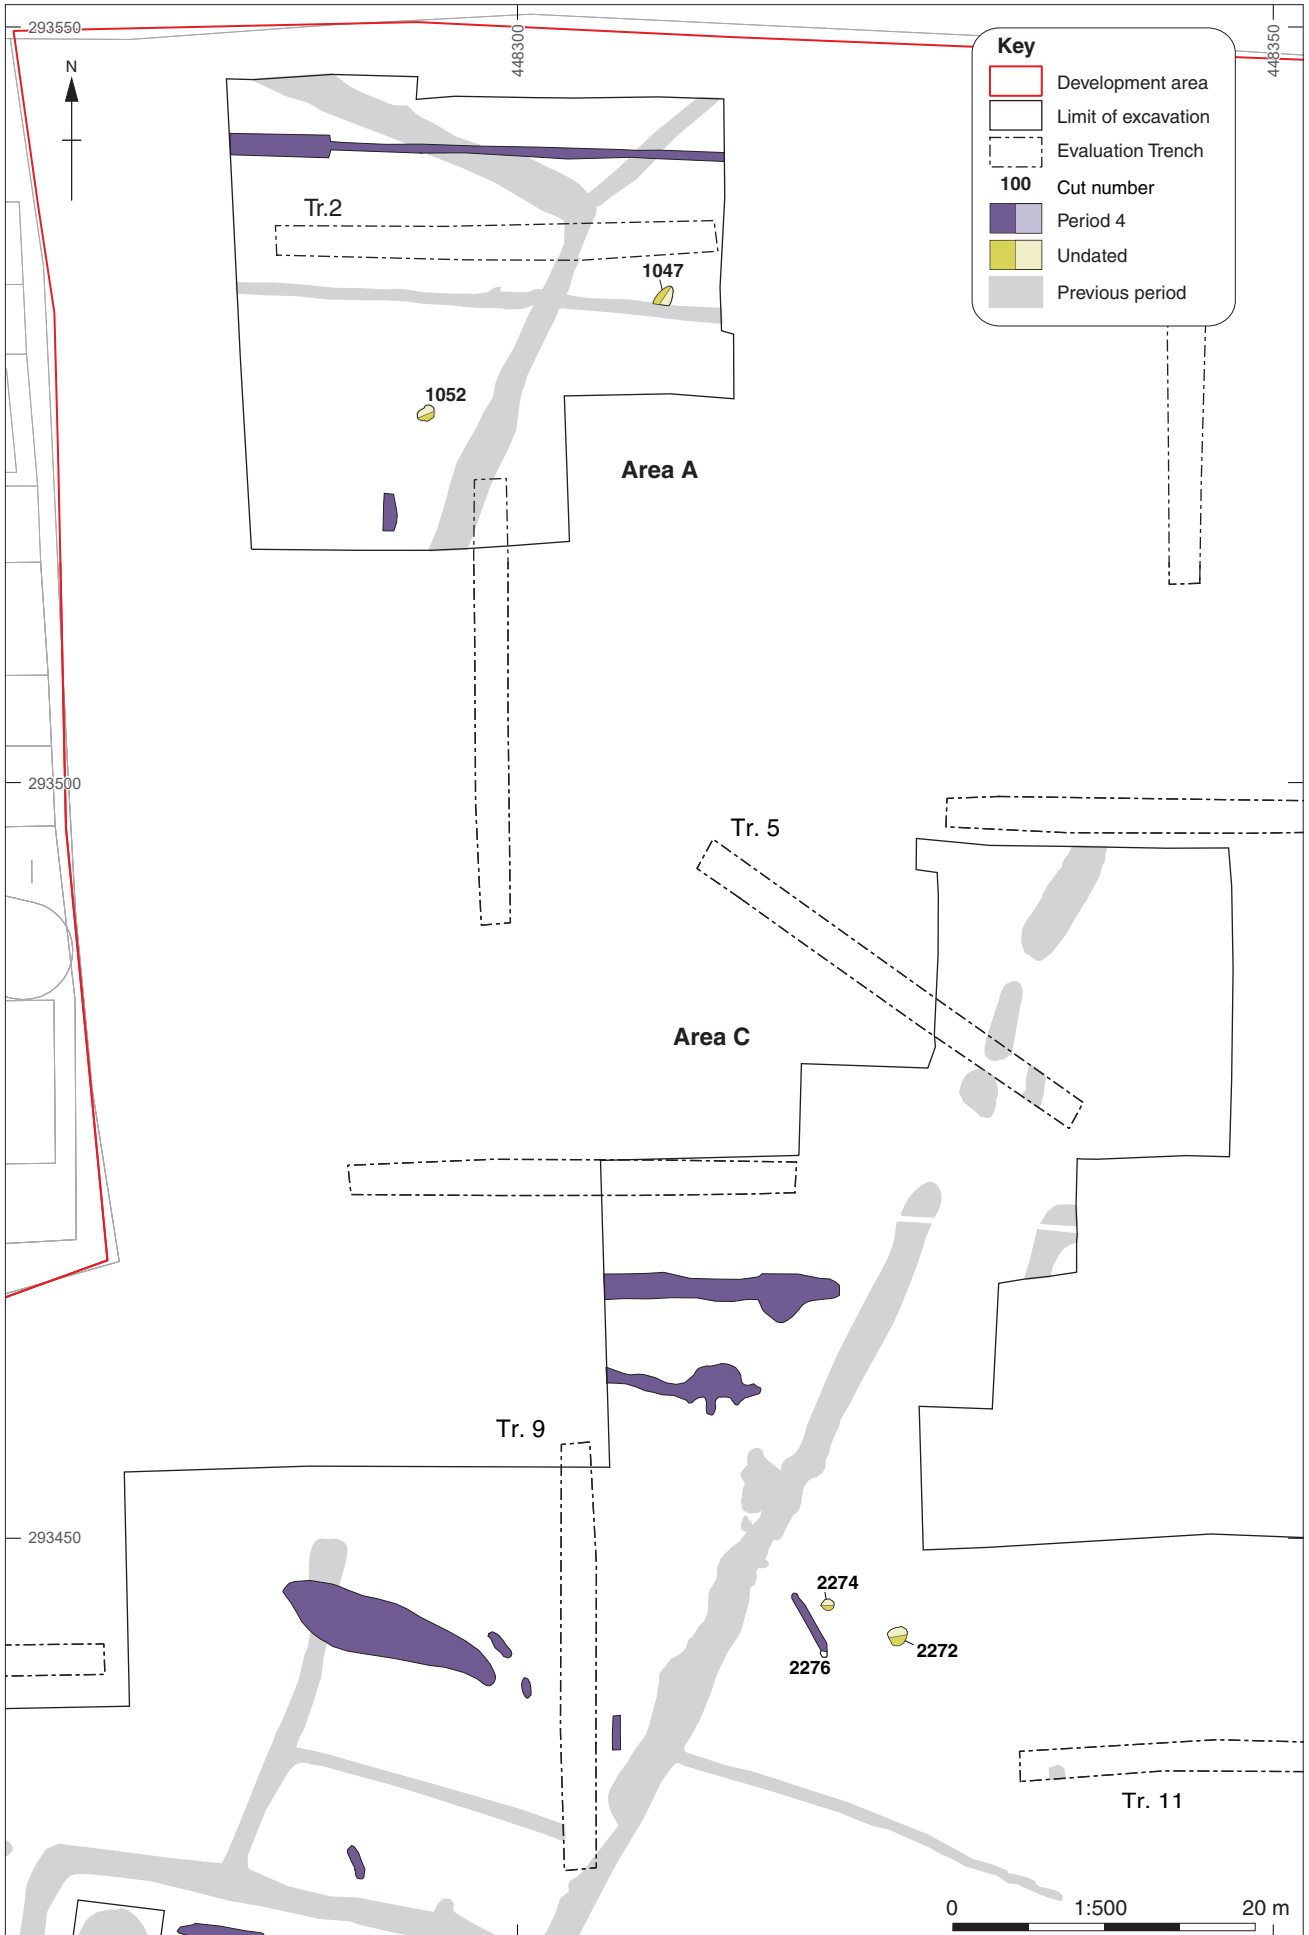 293550
448300
448350
N
Key
Development area
Limit of excavation
Evaluation Trench
100 Cut number
Period 4
Undated
Previous period
Tr.2
1047
1052
Area A
293500
Tr. 5
Area C
Tr. 9
293450
2274
2272
2276
Tr. 11
0 1:500 20 m